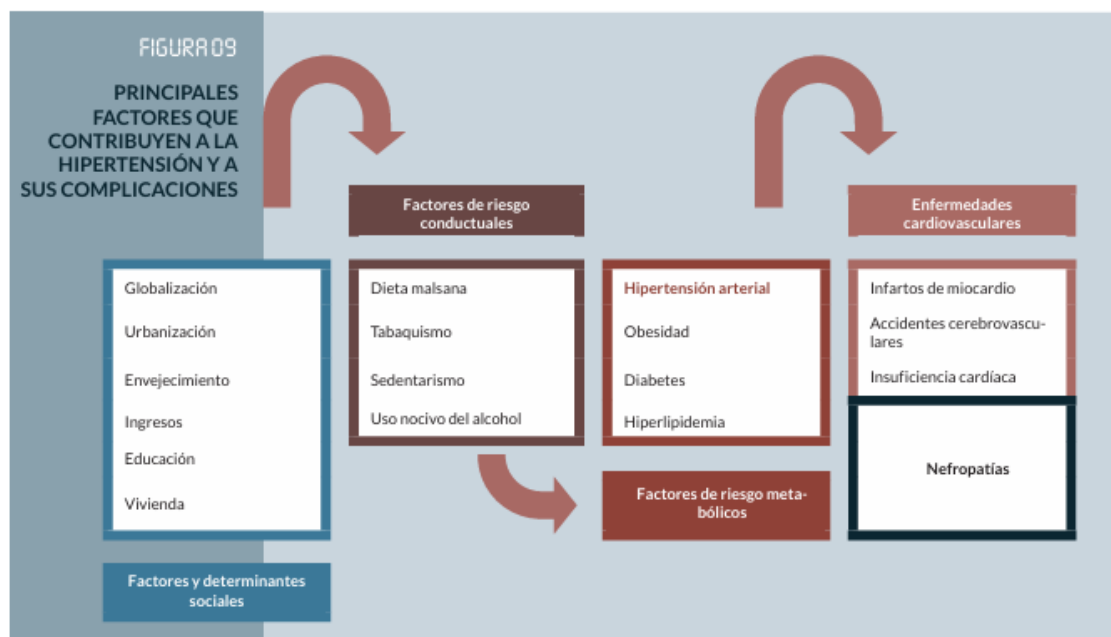 FIGURA 09
PRINCIPALES
FACTORES QUE
CONTRIBUYEN A LA
HIPERTENSIÓN Y A
SUS COMPLICACIONES
Globalización
Urbanización
Envejecimiento
Ingresos
Educación
Vivienda
Factores y determinantes
sociales
Factores de riesgo
conductuales
Dieta malsana
Tabaquismo
Sedentarismo
Uso nocivo del alcohol
Hipertensión arterial
Obesidad
Diabetes
Hiperlipidemia
Factores de riesgo meta-
bólicos
Enfermedades
cardiovasculares
Infartos de miocardio
Accidentes cerebrovascu-
lares
Insuficiencia cardíaca
Nefropatías